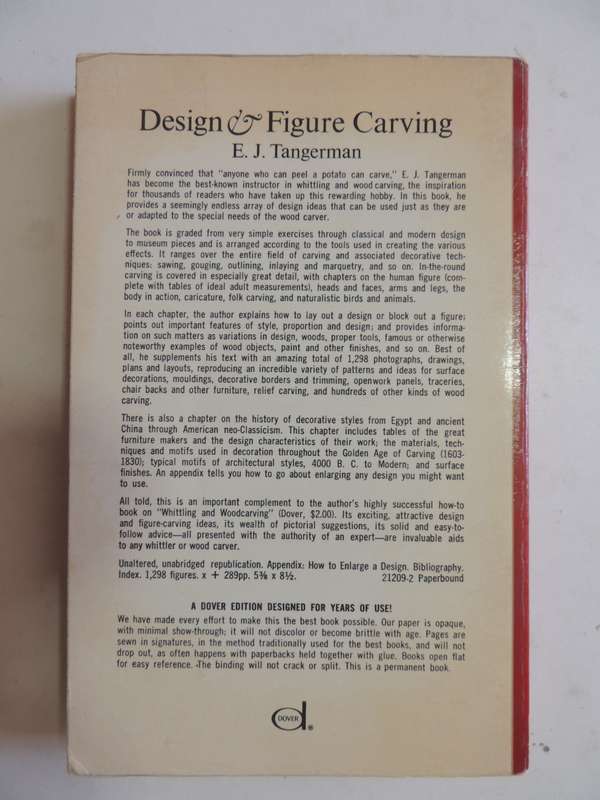 Design & Figure Carving
E. J. Tangerman
Firmly convinced that "anyone who can peel a potato can carve," E. J. Tangerman
has become the best-known instructor in whittling and wood carving, the inspiration
for thousands of readers who have taken up this rewarding hobby. In this book, he
provides a seemingly endless array of design ideas that can be used just as they are
or adapted to the special needs of the wood carver.
The book is graded from very simple exercises through classical and modern design
to museum pieces and is arranged according to the tools used in creating the various
effects. It ranges over the entire field of carving and associated decorative tech-
niques: sawing, gouging, outlining, inlaying and marquetry, and so on. In-the-round
carving is covered in especially great detail, with chapters on the human figure (com-
plete with tables of ideal adult measurements), heads and faces, arms and legs, the
body in action, caricature, folk carving, and naturalistic birds and animals.
In each chapter, the author explains how to lay out a design or block out a figure;
points out important features of style, proportion and design; and provides informa-
tion on such matters as variations in design, woods, proper tools, famous or otherwise
noteworthy examples of wood objects, paint and other finishes, and so on. Best of
all, he supplements his text with an amazing total of 1,298 photographs, drawings,
plans and layouts, reproducing an incredible variety of patterns and ideas for surface
decorations, mouldings, decorative borders and trimming, openwork panels, traceries,
chair backs and other furniture, relief carving, and hundreds of other kinds of wood
carving.
There is also a chapter on the history of decorative styles from Egypt and ancient
China through American neo-Classicism. This chapter includes tables of the great
furniture makers and the design characteristics of their work; the materials, tech-
niques and motifs used in decoration throughout the Golden Age of Carving (1603-
1830); typical motifs of architectural styles, 4000 B. C. to Modern; and surface
finishes. An appendix tells you how to go about enlarging any design you might want
to use.
All told, this is an important complement to the author's highly successful how-to
book on "Whittling and Woodcarving" (Dover, $2.00). Its exciting, attractive design
and figure-carving ideas, its wealth of pictorial suggestions, its solid and easy-to-
follow advice—all presented with the authority of an expert—are invaluable aids
to any whittler or wood carver.
Unaltered, unabridged republication. Appendix: How to Enlarge a Design. Bibliography.
Index. 1,298 figures. x + 289pp. 5⅜ x 8½. 21209-2 Paperbound
A DOVER EDITION DESIGNED FOR YEARS OF USE!
We have made every effort to make this the best book possible. Our paper is opaque,
with minimal show-through; it will not discolor or become brittle with age. Pages are
sewn in signatures, in the method traditionally used for the best books, and will not
drop out, as often happens with paperbacks held together with glue. Books open flat
for easy reference. The binding will not crack or split. This is a permanent book.
DOVER
®